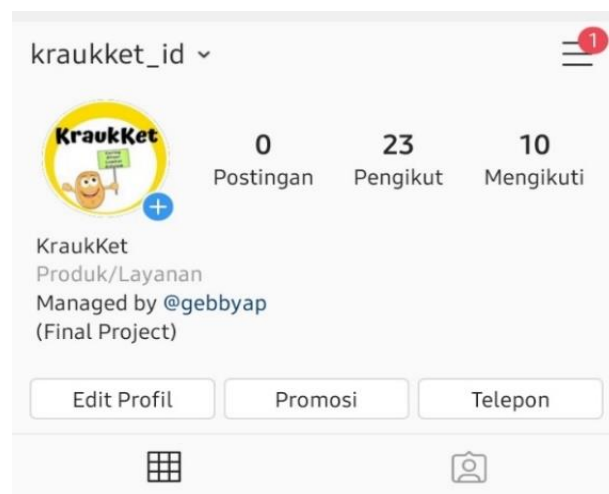 kraukket_id
1
KraukKet
0 23 10
Postingan Pengikut Mengikuti
KraukKet
Produk/Layanan
Managed by @gebbyap
(Final Project)
Edit Profil Promosi Telepon